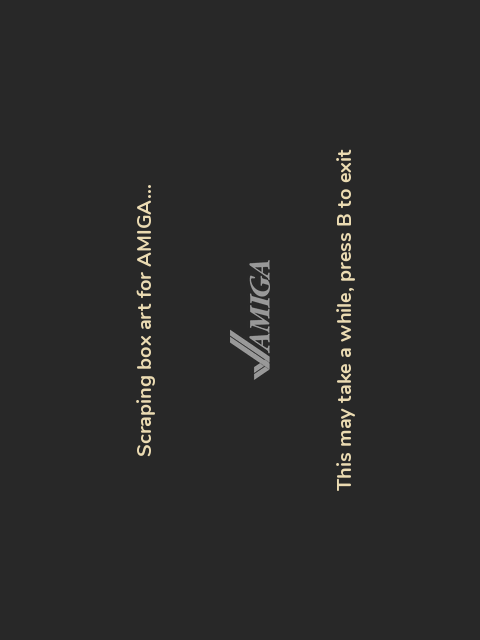 Scraping box art for AMIGA...
AMIGA
This may take a while, press B to exit